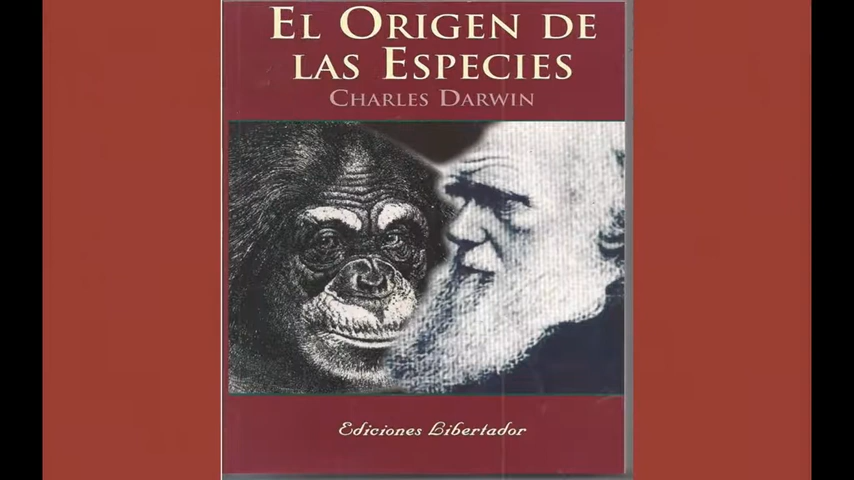 EL ORIGEN DE
LAS ESPECIES
CHARLES DARWIN
Ediciones Libertador